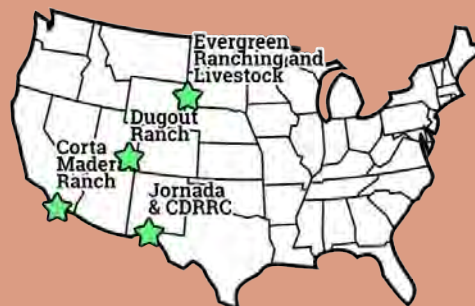 Evergreen
Ranching and
Livestock
Dugout
Ranch
Corta
Madera
Ranch
Jornada
& CDRRC